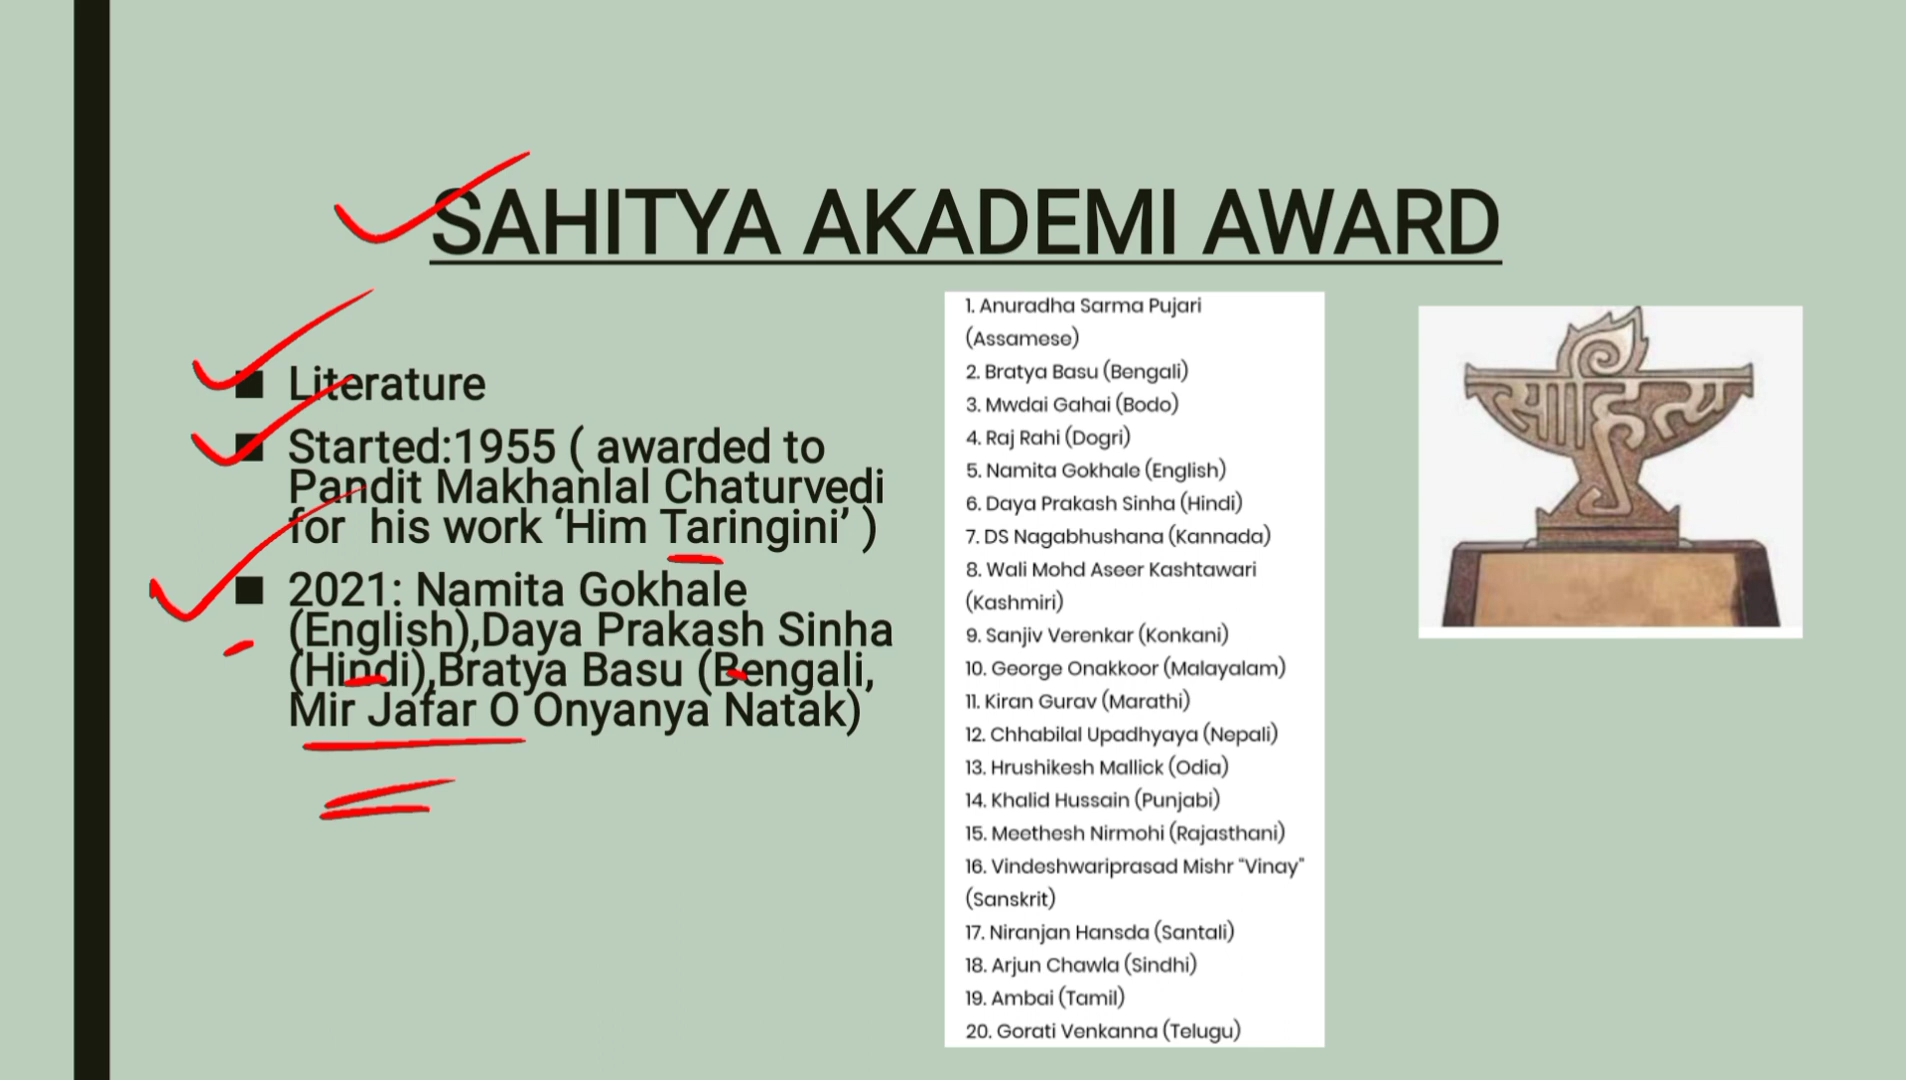 SAHITYA AKADEMI AWARD
Literature
Started:1955 ( awarded to
Pandit Makhanlal Chaturvedi
for his work ‘Him Taringini’ )
2021: Namita Gokhale
(English),Daya Prakash Sinha
(Hindi),Bratya Basu (Bengali,
Mir Jafar O Onyanya Natak)
1. Anuradha Sarma Pujari
(Assamese)
2. Bratya Basu (Bengali)
3. Mwdai Gahai (Bodo)
4. Raj Rahi (Dogri)
5. Namita Gokhale (English)
6. Daya Prakash Sinha (Hindi)
7. DS Nagabhushana (Kannada)
8. Wali Mohd Aseer Kashtawari
(Kashmiri)
9. Sanjiv Verenkar (Konkani)
10. George Onakkoor (Malayalam)
11. Kiran Gurav (Marathi)
12. Chhabilal Upadhyaya (Nepali)
13. Hrushikesh Mallick (Odia)
14. Khalid Hussain (Punjabi)
15. Meethesh Nirmohi (Rajasthani)
16. Vindeshwariprasad Mishr “Vinay”
(Sanskrit)
17. Niranjan Hansda (Santali)
18. Arjun Chawla (Sindhi)
19. Ambai (Tamil)
20. Gorati Venkanna (Telugu)
साहित्य